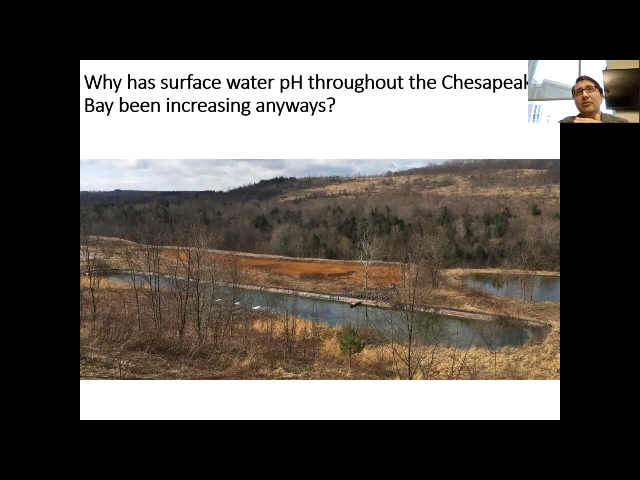 Why has surface water pH throughout the Chesapeak
Bay been increasing anyways?